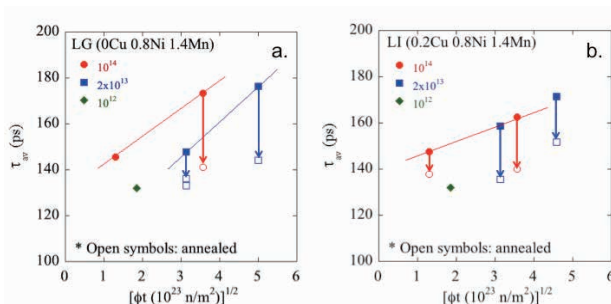 LG (0Cu 0.8Ni 1.4Mn) a.
10¹⁴
2x10¹³
10¹²
200
180
160
140
120
100
τ av (ps)
* Open symbols: annealed
0 1 2 3 4 5 6
[ϕt (10²³ n/m²)]¹/²
LI (0.2Cu 0.8Ni 1.4Mn) b.
10¹⁴
2x10¹³
10¹²
200
180
160
140
120
100
τ av (ps)
* Open symbols: annealed
0 1 2 3 4 5 6
[ϕt (10²³ n/m²)]¹/²